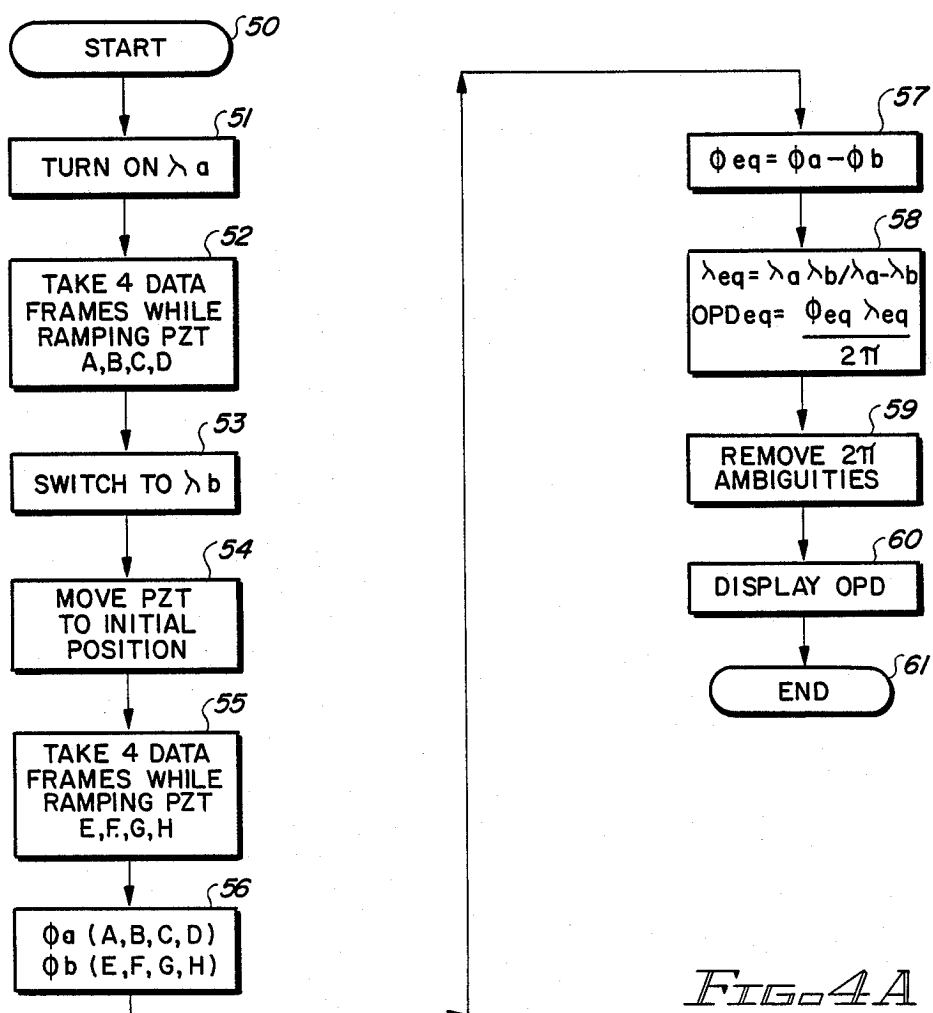 START
50
51
TURN ON λ a
52
TAKE 4 DATA
FRAMES WHILE
RAMPING PZT
A,B,C,D
53
SWITCH TO λ b
54
MOVE PZT
TO INITIAL
POSITION
55
TAKE 4 DATA
FRAMES WHILE
RAMPING PZT
E,F,G,H
56
ϕa (A,B,C,D)
ϕb (E,F,G,H)
57
ϕeq = ϕa – ϕb
58
λeq = λa λb/λa-λb
OPDeq = ϕeq λeq
2π
59
REMOVE 2π
AMBIGUITIES
60
DISPLAY OPD
61
END
FIG. 4A